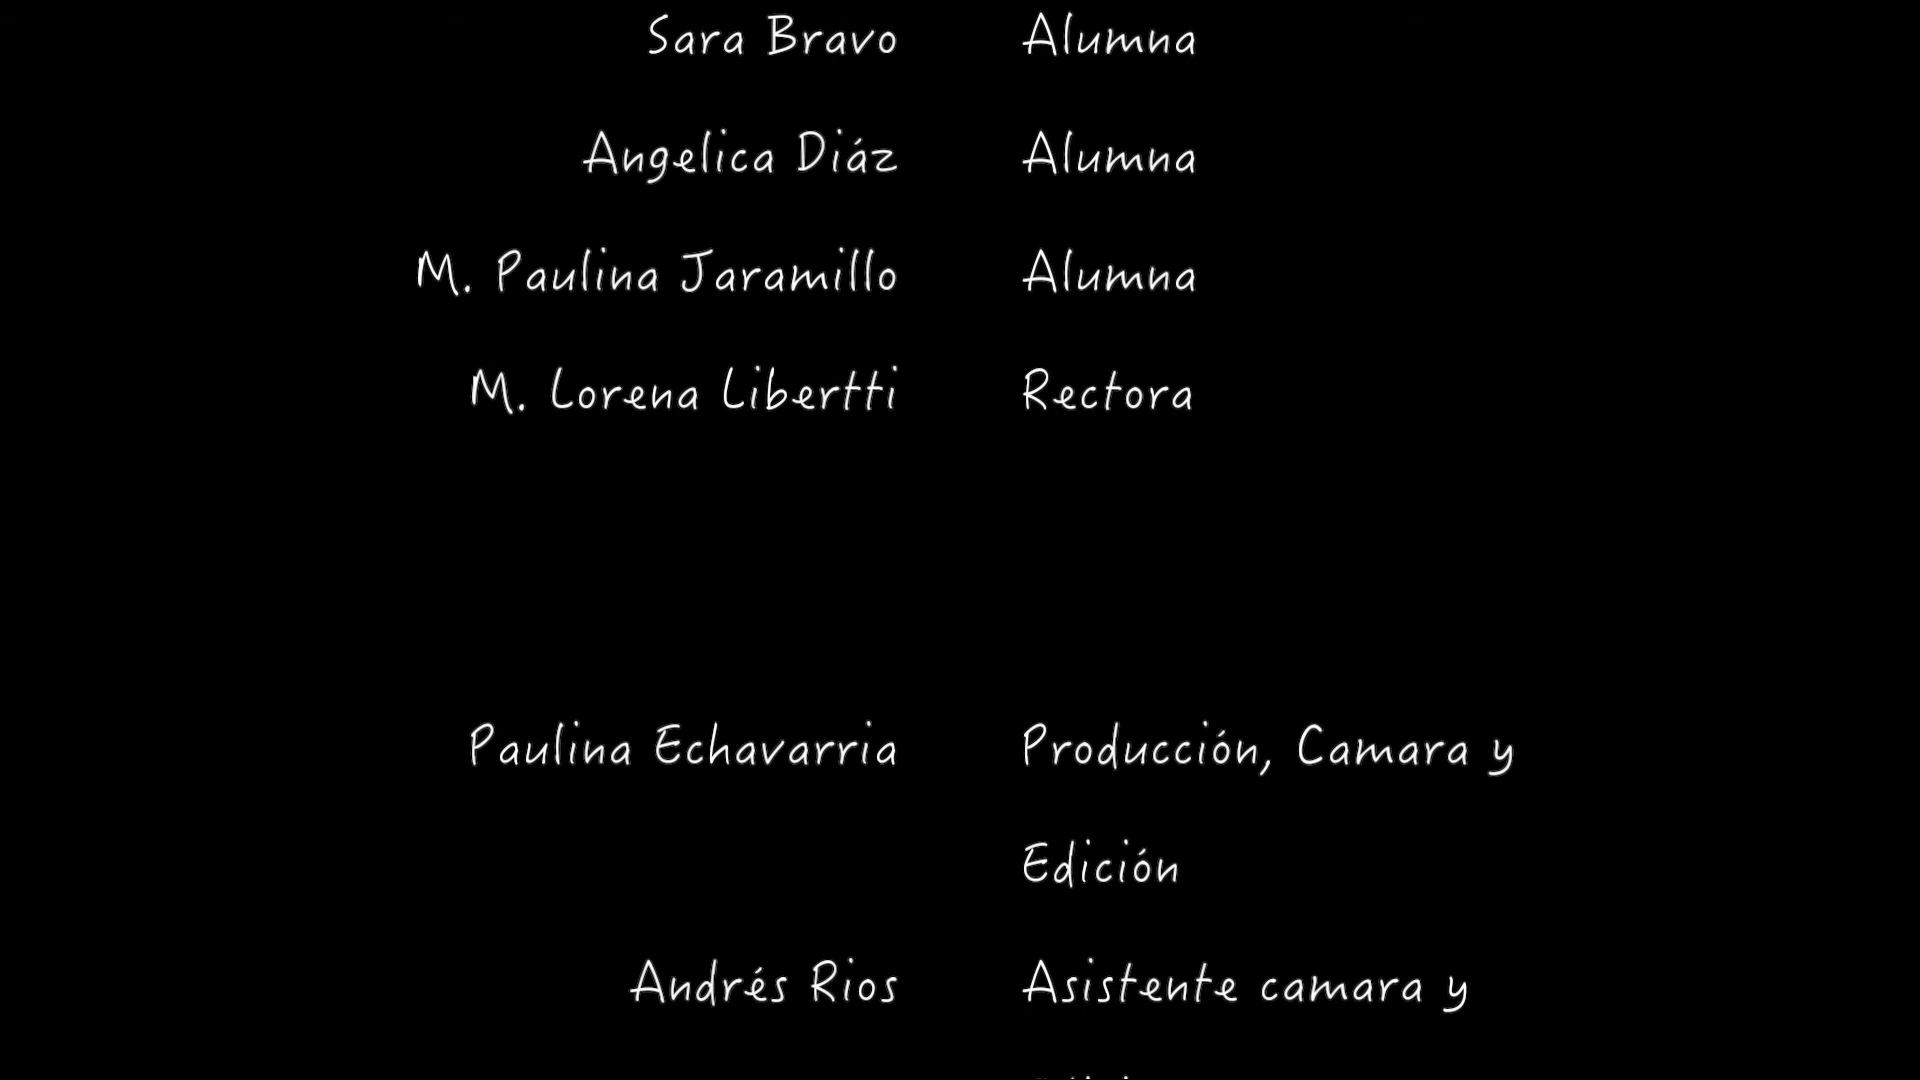 Sara Bravo Alumna
Angelica Diáz Alumna
M. Paulina Jaramillo Alumna
M. Lorena Libertti Rectora
Paulina Echavarria Producción, Camara y
Edición
Andrés Rios Asistente camara y